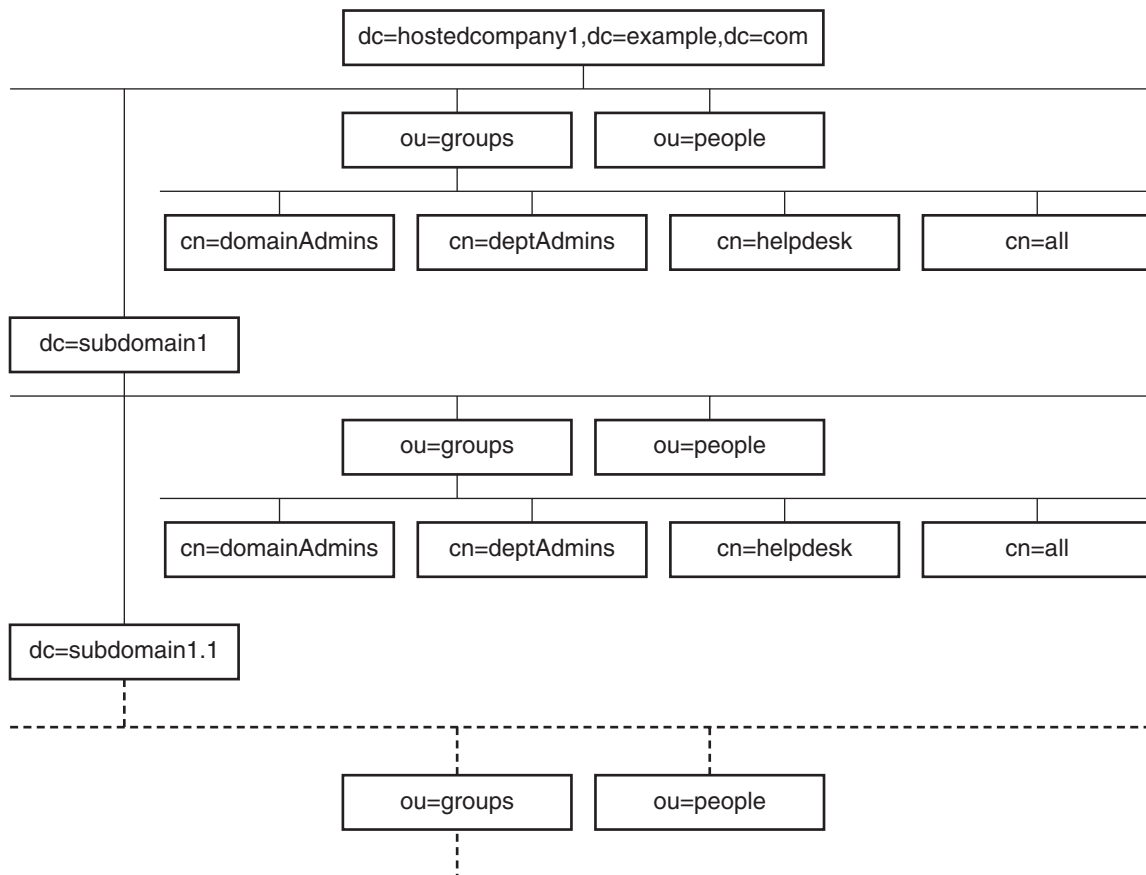 dc=hostedcompany1,dc=example,dc=com
ou=groups
ou=people
cn=domainAdmins
cn=deptAdmins
cn=helpdesk
cn=all
dc=subdomain1
ou=groups
ou=people
cn=domainAdmins
cn=deptAdmins
cn=helpdesk
cn=all
dc=subdomain1.1
ou=groups
ou=people